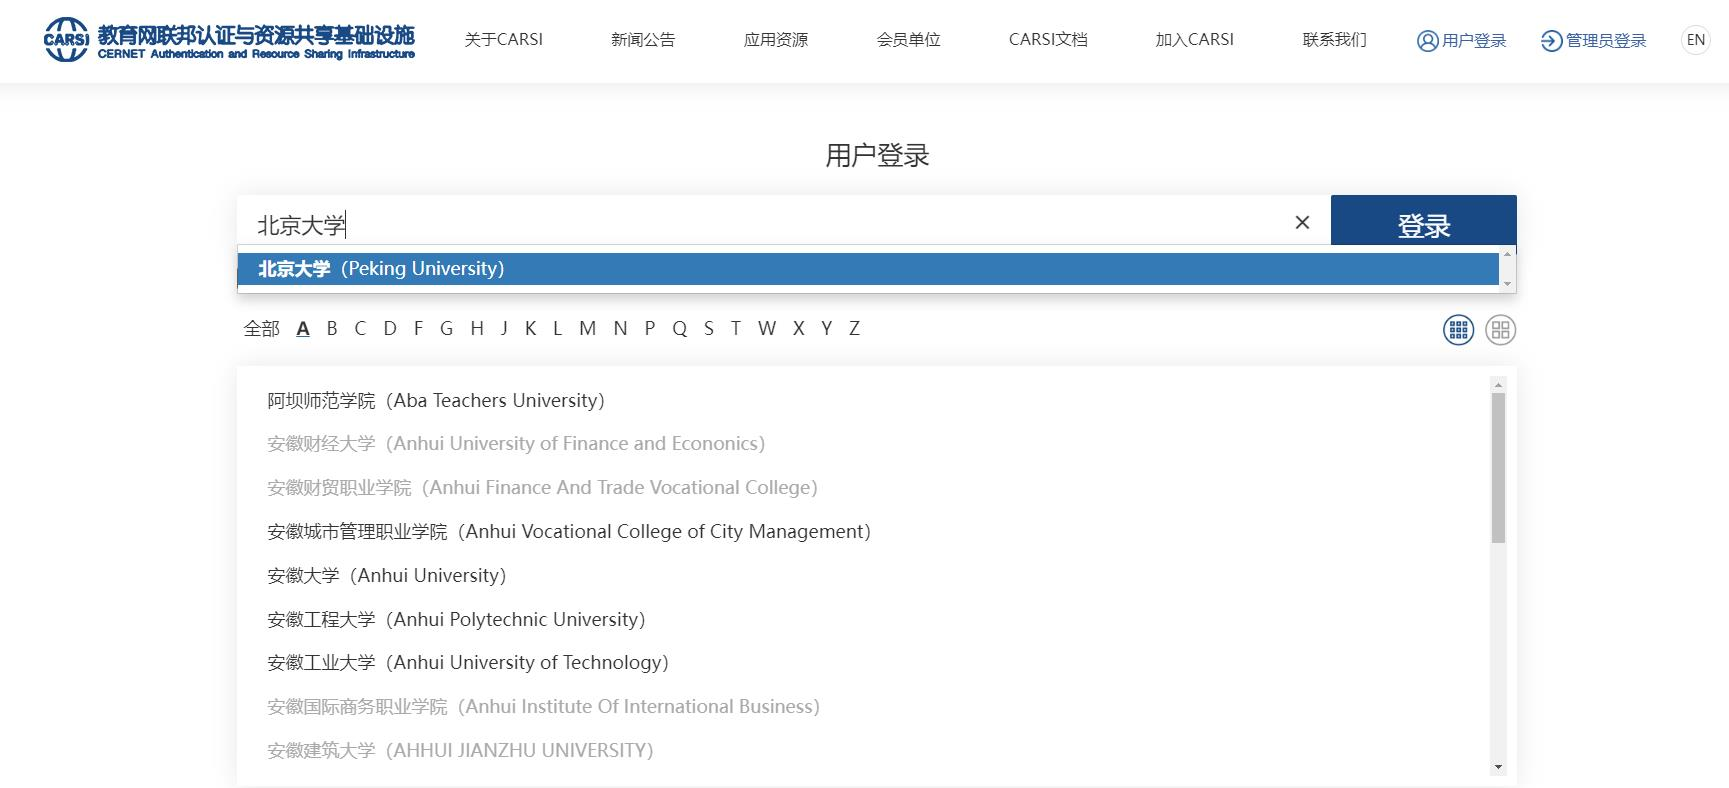 CARSI 教育网联邦认证与资源共享基础设施
CERNET Authentication and Resource Sharing Infrastructure
关于CARSI 新闻公告 应用资源 会员单位 CARSI文档 加入CARSI 联系我们 用户登录 管理员登录 EN
用户登录
北京大学 × 登录
北京大学（Peking University）
全部 A B C D F G H J K L M N P Q S T W X Y Z
阿坝师范学院（Aba Teachers University）
安徽财经大学（Anhui University of Finance and Econonics）
安徽财贸职业学院（Anhui Finance And Trade Vocational College）
安徽城市管理职业学院（Anhui Vocational College of City Management）
安徽大学（Anhui University）
安徽工程大学（Anhui Polytechnic University）
安徽工业大学（Anhui University of Technology）
安徽国际商务职业学院（Anhui Institute Of International Business）
安徽建筑大学（AHHUI JIANZHU UNIVERSITY）